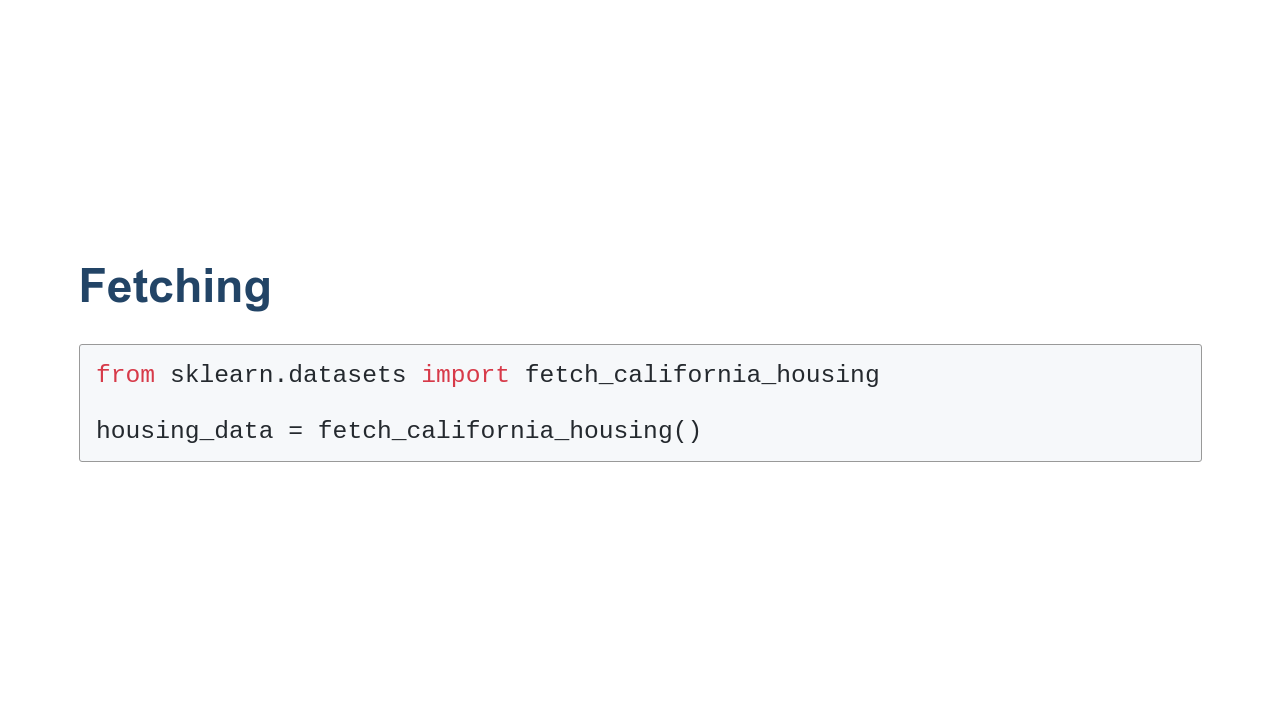 Fetching
from sklearn.datasets import fetch_california_housing
housing_data = fetch_california_housing()